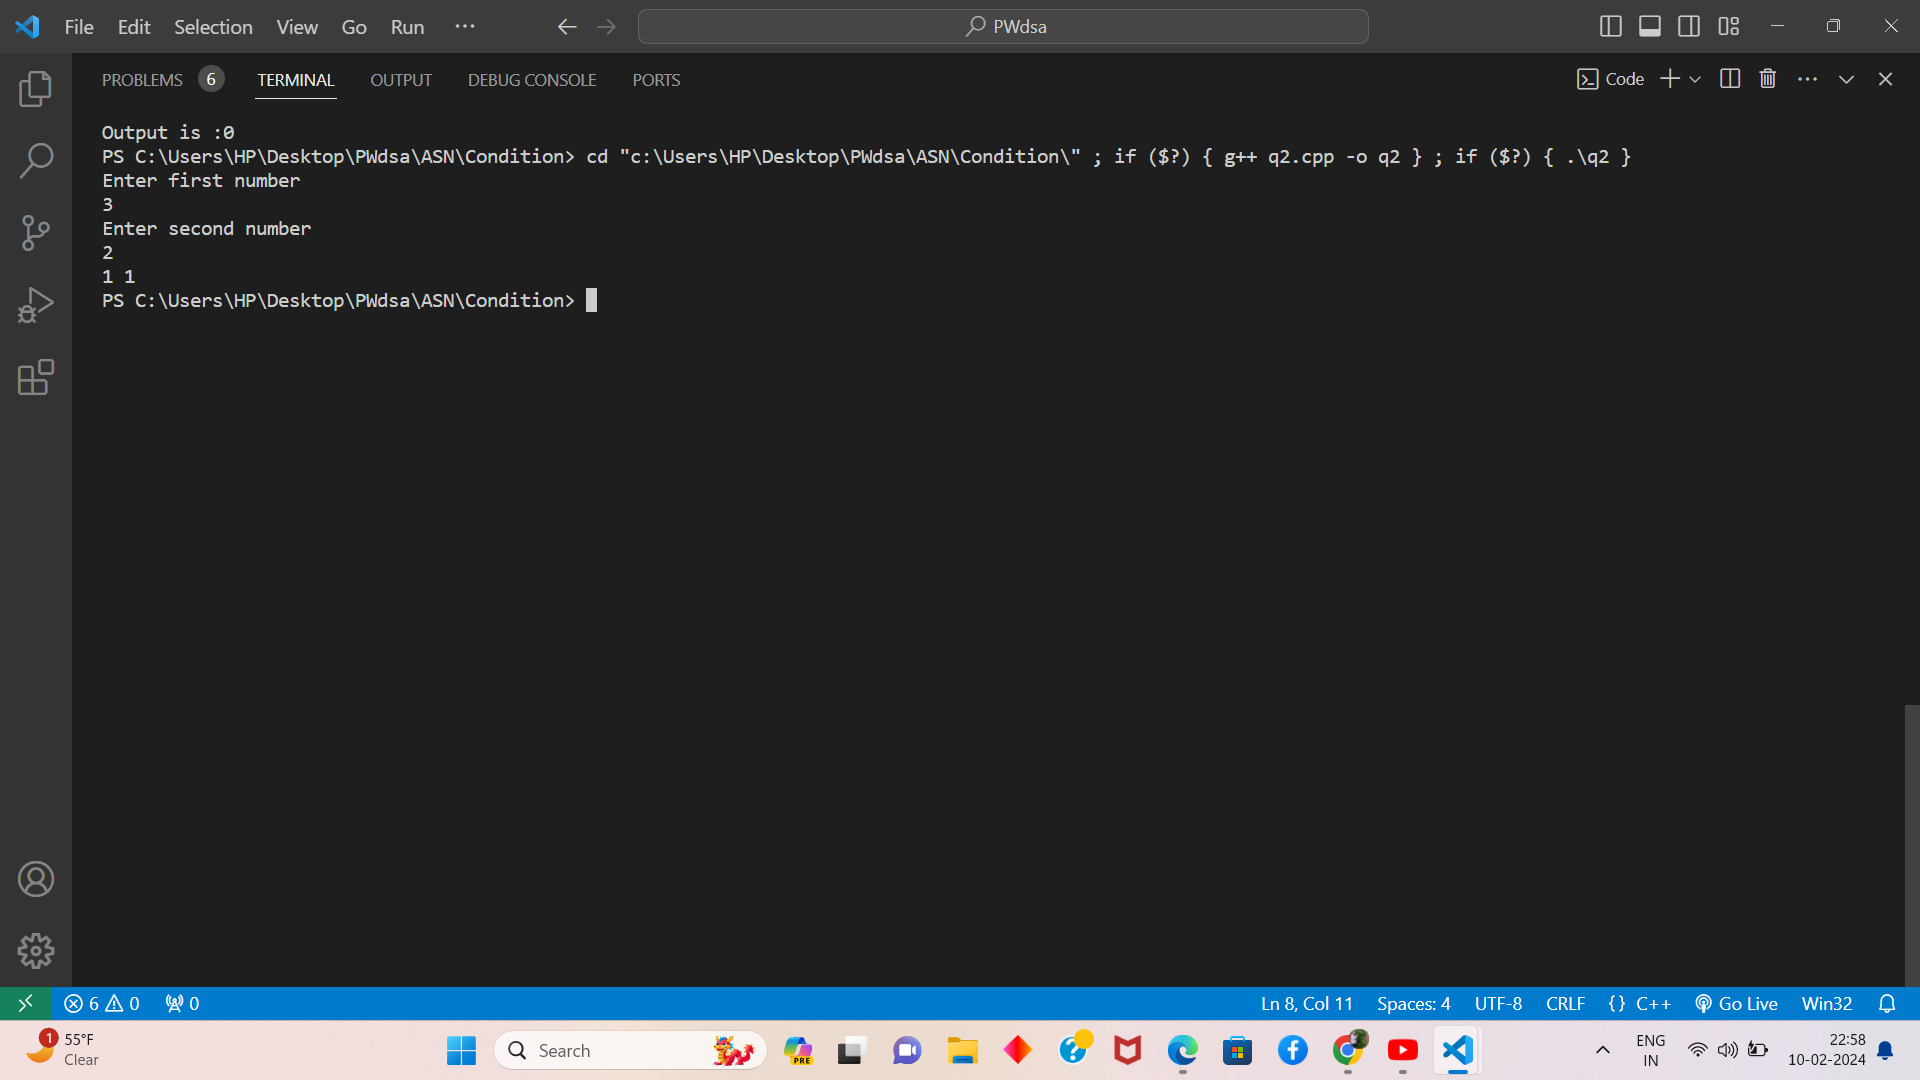 File Edit Selection View Go Run ··· PWdsa
PROBLEMS 6 TERMINAL OUTPUT DEBUG CONSOLE PORTS Code
Output is :0
PS C:\Users\HP\Desktop\PWdsa\ASN\Condition> cd "c:\Users\HP\Desktop\PWdsa\ASN\Condition\" ; if ($?) { g++ q2.cpp -o q2 } ; if ($?) { .\q2 }
Enter first number
3
Enter second number
2
1 1
PS C:\Users\HP\Desktop\PWdsa\ASN\Condition>
6 0 0 Ln 8, Col 11 Spaces: 4 UTF-8 CRLF {} C++ Go Live Win32
1 55°F
Clear
Search
PRE
ENG
IN
22:58
10-02-2024